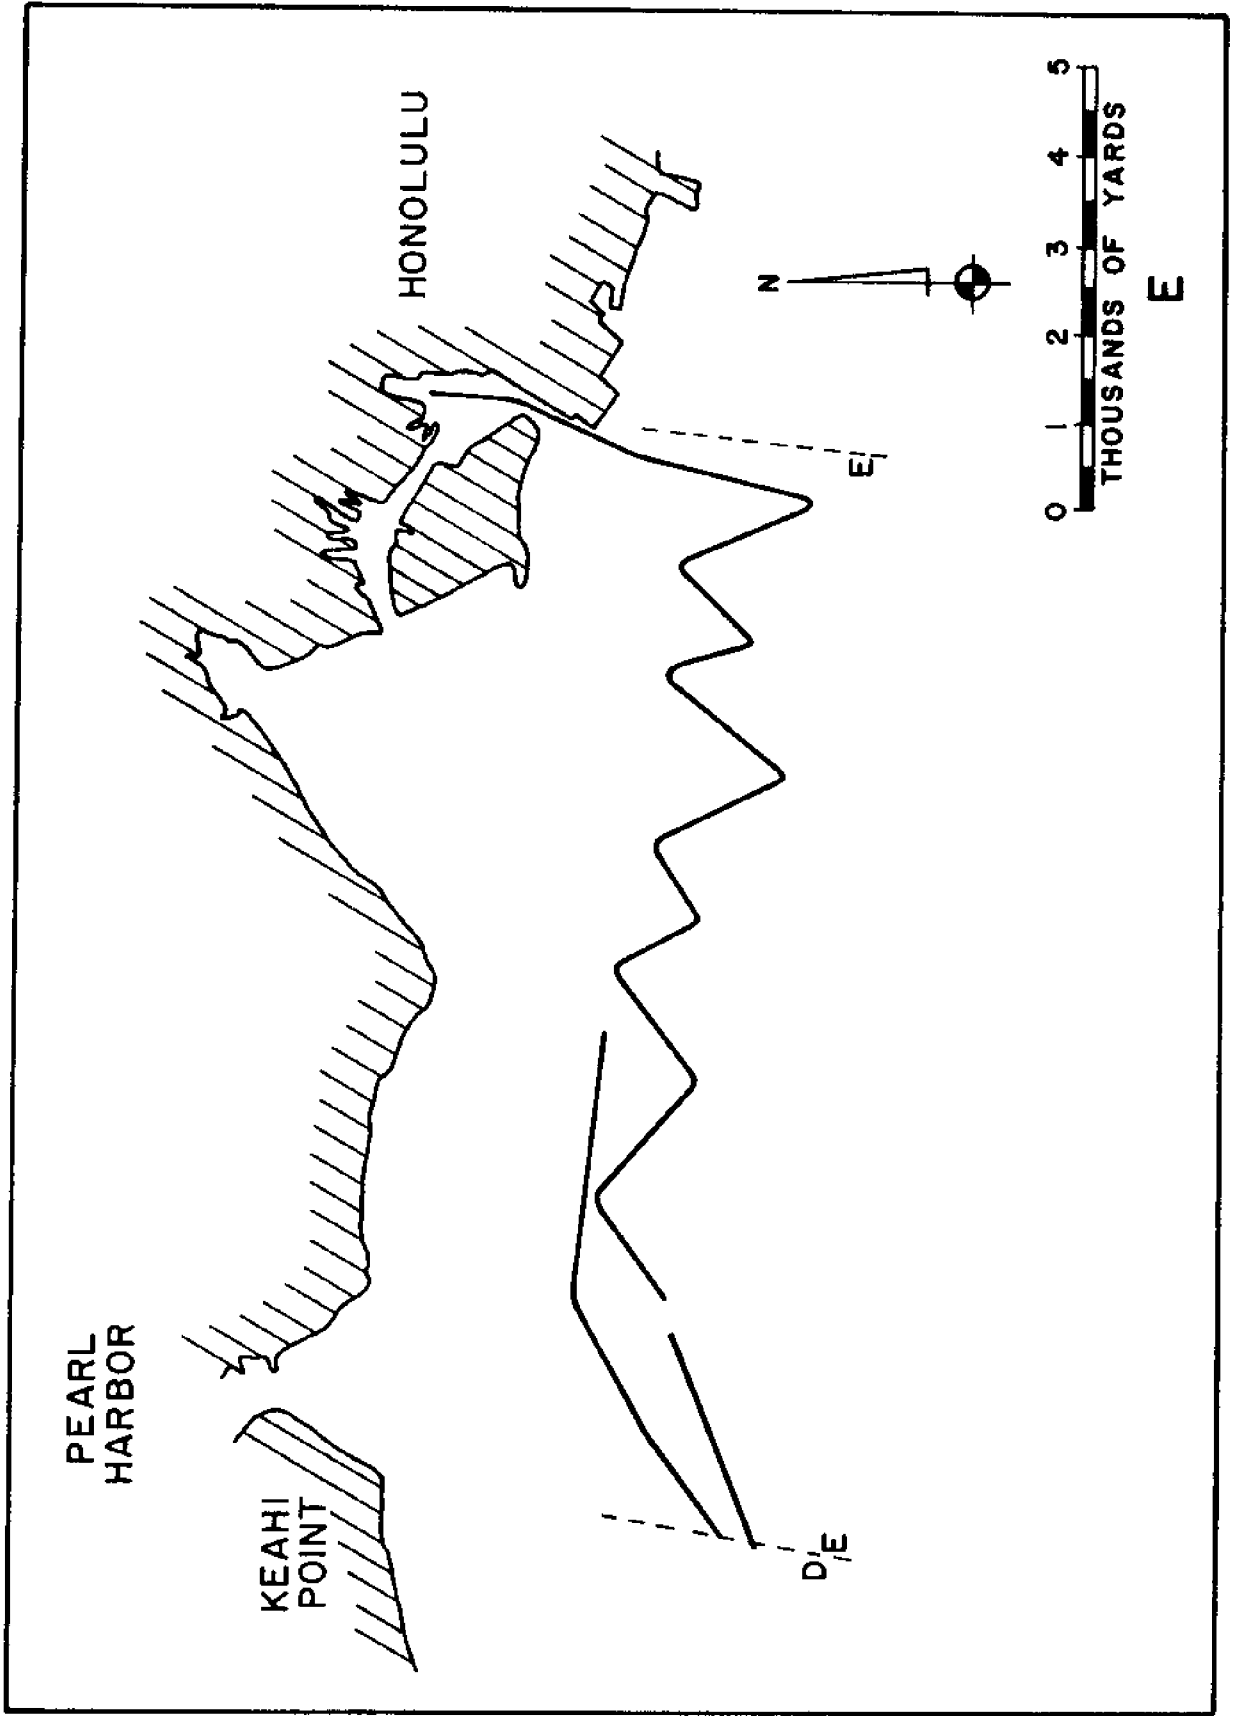 PEARL
HARBOR
KEAHI
POINT
HONOLULU
N
D/E
E
0 1 2 3 4 5
THOUSANDS OF YARDS
E